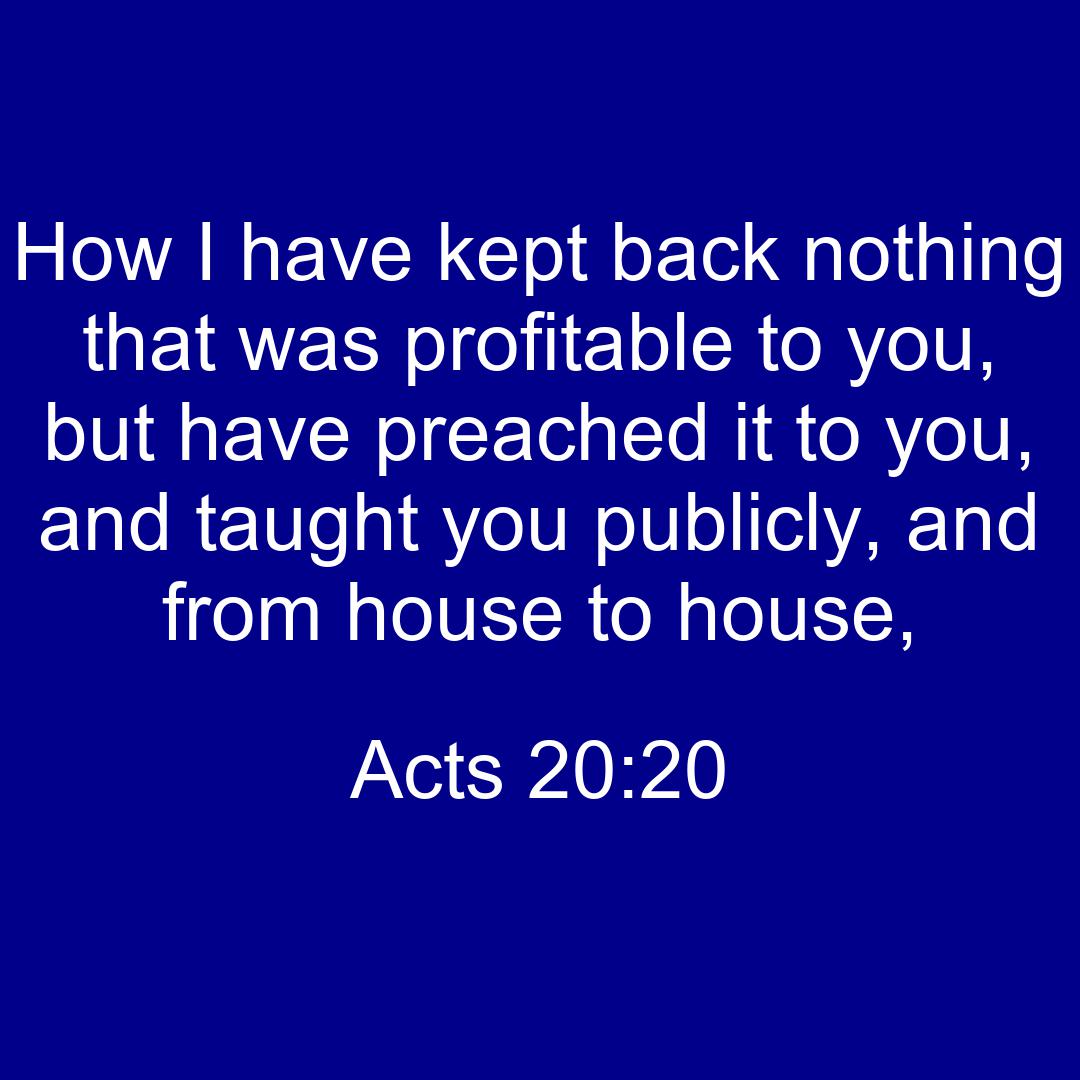 How I have kept back nothing
that was profitable to you,
but have preached it to you,
and taught you publicly, and
from house to house,
Acts 20:20